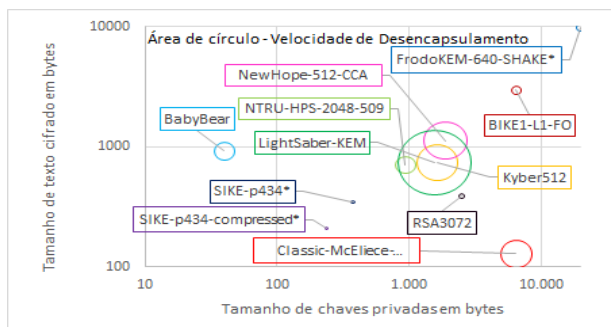 Área de círculo - Velocidade de Desencapsulamento
10000
FrodoKEM-640-SHAKE*
NewHope-512-CCA
NTRU-HPS-2048-509
BIKE1-L1-FO
BabyBear
1000
LightSaber-KEM
Kyber512
SIKE-p434*
RSA3072
SIKE-p434-compressed*
Classic-McEliece-...
100
10
100
1.000
10.000
Tamanho de chaves privadas em bytes
Tamanho de texto cifrado em bytes